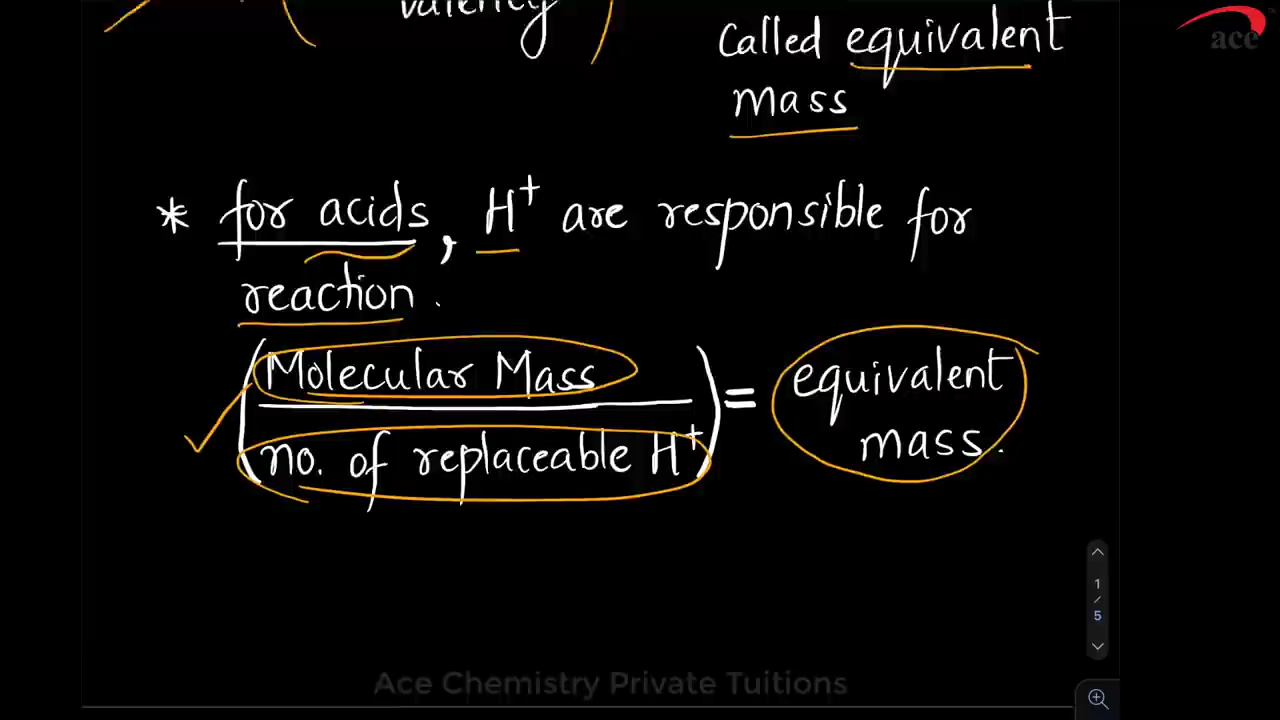 valency
called equivalent
mass
ace
* for acids, H⁺ are responsible for
reaction.
(Molecular Mass / no. of replaceable H⁺) = equivalent
mass.
1
/
5
Ace Chemistry Private Tuitions